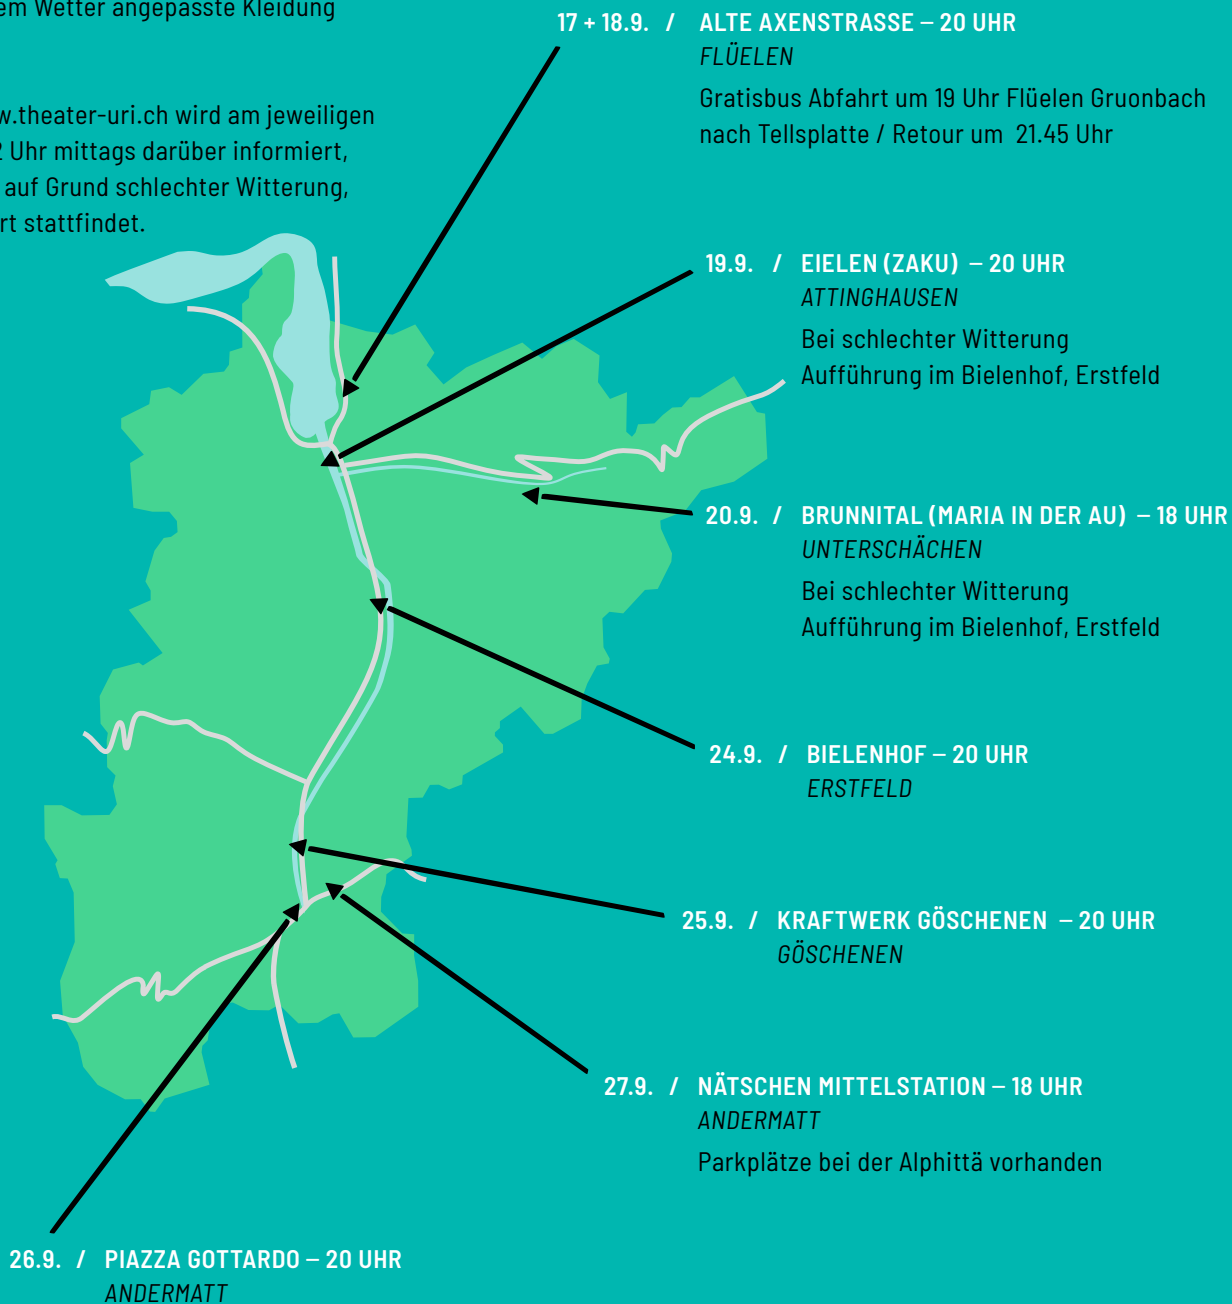 em Wetter angepasste Kleidung
w.theater-uri.ch wird am jeweiligen
2 Uhr mittags darüber informiert,
auf Grund schlechter Witterung,
rt stattfindet.
17 + 18.9. / ALTE AXENSTRASSE – 20 UHR
FLÜELEN
Gratisbus Abfahrt um 19 Uhr Flüelen Gruonbach
nach Tellsplatte / Retour um 21.45 Uhr
19.9. / EIELEN (ZAKU) – 20 UHR
ATTINGHAUSEN
Bei schlechter Witterung
Aufführung im Bielenhof, Erstfeld
20.9. / BRUNNITAL (MARIA IN DER AU) – 18 UHR
UNTERSCHÄCHEN
Bei schlechter Witterung
Aufführung im Bielenhof, Erstfeld
24.9. / BIELENHOF – 20 UHR
ERSTFELD
25.9. / KRAFTWERK GÖSCHENEN – 20 UHR
GÖSCHENEN
27.9. / NÄTSCHEN MITTELSTATION – 18 UHR
ANDERMATT
Parkplätze bei der Alphittä vorhanden
26.9. / PIAZZA GOTTARDO – 20 UHR
ANDERMATT